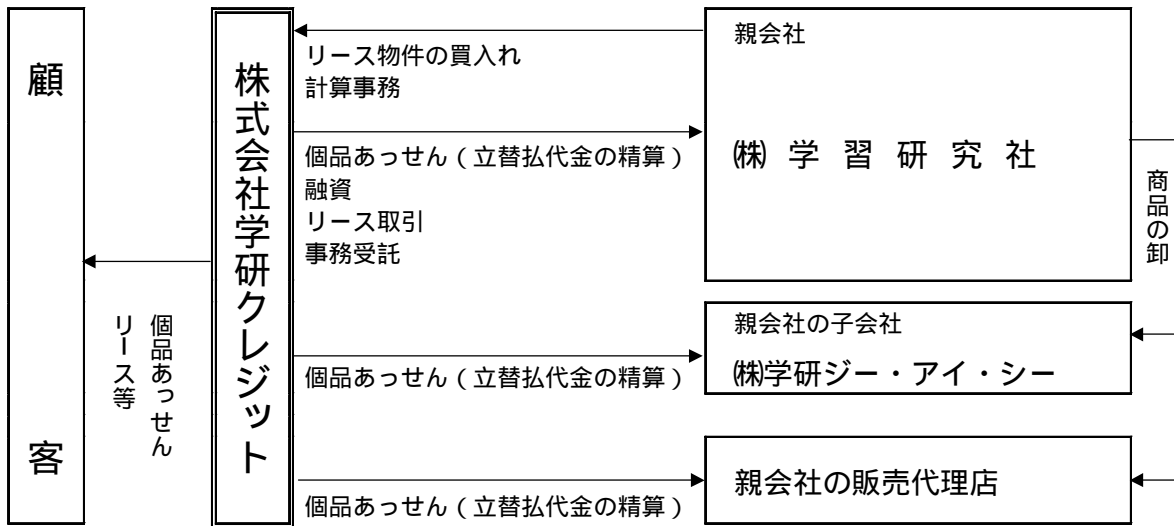 顧客
株式会社学研クレジット
リース物件の買入れ
計算事務
個品あっせん（立替払代金の精算）
融資
リース取引
事務受託
親会社
㈱学習研究社
商品の卸
個品あっせん
リース等
個品あっせん（立替払代金の精算）
親会社の子会社
㈱学研ジー・アイ・シー
個品あっせん（立替払代金の精算）
親会社の販売代理店